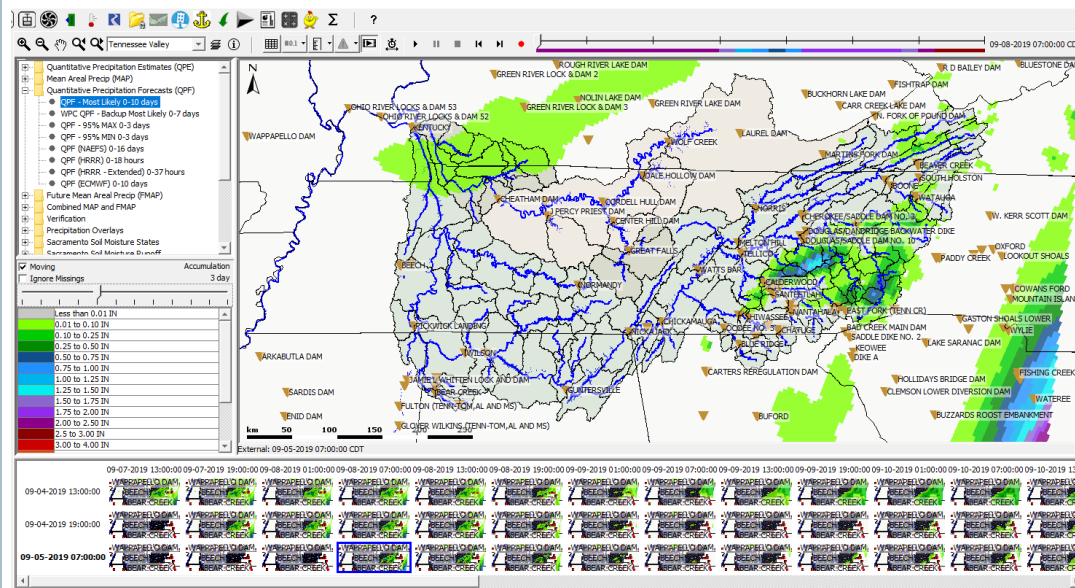 Tennessee Valley
09-08-2019 07:00:00 CD
Quantitative Precipitation Estimates (QPE)
Mean Areal Precip (MAP)
Quantitative Precipitation Forecasts (QPF)
QPF - Most Likely 0-10 days
WPC QPF - Backup Most Likely 0-7 days
QPF - 95% MAX 0-3 days
QPF - 95% MIN 0-3 days
QPF (NAEFS) 0-16 days
QPF (HRRR) 0-18 hours
QPF (HRRR - Extended) 0-37 hours
QPF (ECMWF) 0-10 days
Future Mean Areal Precip (FMAP)
Combined MAP and FMAP
Verification
Precipitation Overlays
Sacramento Soil Moisture States
Sacramento Soil Moisture Runoff
Moving Accumulation
Ignore Missings 3 day
Less than 0.01 IN
0.01 to 0.10 IN
0.10 to 0.25 IN
0.25 to 0.50 IN
0.50 to 0.75 IN
0.75 to 1.00 IN
1.00 to 1.25 IN
1.25 to 1.50 IN
1.50 to 1.75 IN
1.75 to 2.00 IN
2.00 to 2.50 IN
2.5 to 3.00 IN
3.00 to 4.00 IN
N
ROUGH RIVER LAKE DAM
GREEN RIVER LOCK & DAM 2
R D BAILEY DAM
BLUESTONE DA
FISHTRAP DAM
BUCKHORN LAKE DAM
NOLIN LAKE DAM
GREEN RIVER LOCK & DAM 3
GREEN RIVER LAKE DAM
CARR CREEK LAKE DAM
OHIO RIVER LOCKS & DAM 53
OHIO RIVER LOCKS & DAM 52
N. FORK OF POUND DAM
KENTUCKY
WAPPAPELLO DAM
LAUREL DAM
WOLF CREEK
MARTINS FORK DAM
BEAVER CREEK
DALE HOLLOW DAM
SOUTH HOLSTON
BOONE
WATAUGA
CHEATHAM DAM
CORDELL HULL DAM
J PERCY PRIEST DAM
CENTER HILL DAM
NORRIS
CHEROKEE/SADDLE DAM NO. 3
W. KERR SCOTT DAM
DOUGLAS/DANDRIDGE BACKWATER DIKE
DOUGLAS/SADDLE DAM NO. 10
MELTON HILL
TELLICO
GREAT FALLS
OXFORD
LOOKOUT SHOALS
PADDY CREEK
BEECH
WATTS BAR
CALDERWOOD
NORMANDY
SANTEETLAH
COWANS FORD
MOUNTAIN ISLAN
NANTAHALA
EAST FORK (TENN CR)
HIWASSEE
CHICKAMAUGA
GASTON SHOALS LOWER
PICKWICK LANDING
NICKAJACK
OCOEE NO. 3
CHATUGE
BAD CREEK MAIN DAM
WYLIE
SADDLE DIKE NO. 2
BLUE RIDGE
LAKE SARANAC DAM
KEOWEE
DIKE A
ARKABUTLA DAM
WILSON
CARTERS REREGULATION DAM
FISHING CREEK
JAMIE L WHITTEN LOCK AND DAM
HOLLIDAYS BRIDGE DAM
SARDIS DAM
BEAR CREEK
GUNTERSVILLE
CLEMSON LOWER DIVERSION DAM
WATEREE
FULTON (TENN-TOM,AL AND MS)
ENID DAM
BUFORD
BUZZARDS ROOST EMBANKMENT
GLOVER WILKINS (TENN-TOM,AL AND MS)
km 50 100 150 200 250
External: 09-05-2019 07:00:00 CDT
09-07-2019 13:00:00 09-07-2019 19:00:00 09-08-2019 01:00:00 09-08-2019 07:00:00 09-08-2019 13:00:00 09-08-2019 19:00:00 09-09-2019 01:00:00 09-09-2019 07:00:00 09-09-2019 13:00:00 09-09-2019 19:00:00 09-10-2019 01:00:00 09-10-2019 07:00:00 09-10-2019 13
09-04-2019 13:00:00
09-04-2019 19:00:00
09-05-2019 07:00:00